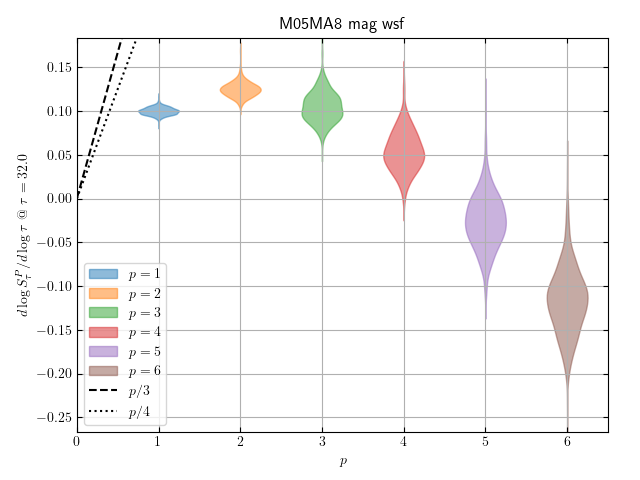 M05MA8 mag wsf
d log S_τ^P / d log τ @ τ = 32.0
0.15
0.10
0.05
0.00
−0.05
−0.10
−0.15
−0.20
−0.25
p = 1
p = 2
p = 3
p = 4
p = 5
p = 6
p/3
p/4
0 1 2 3 4 5 6
p